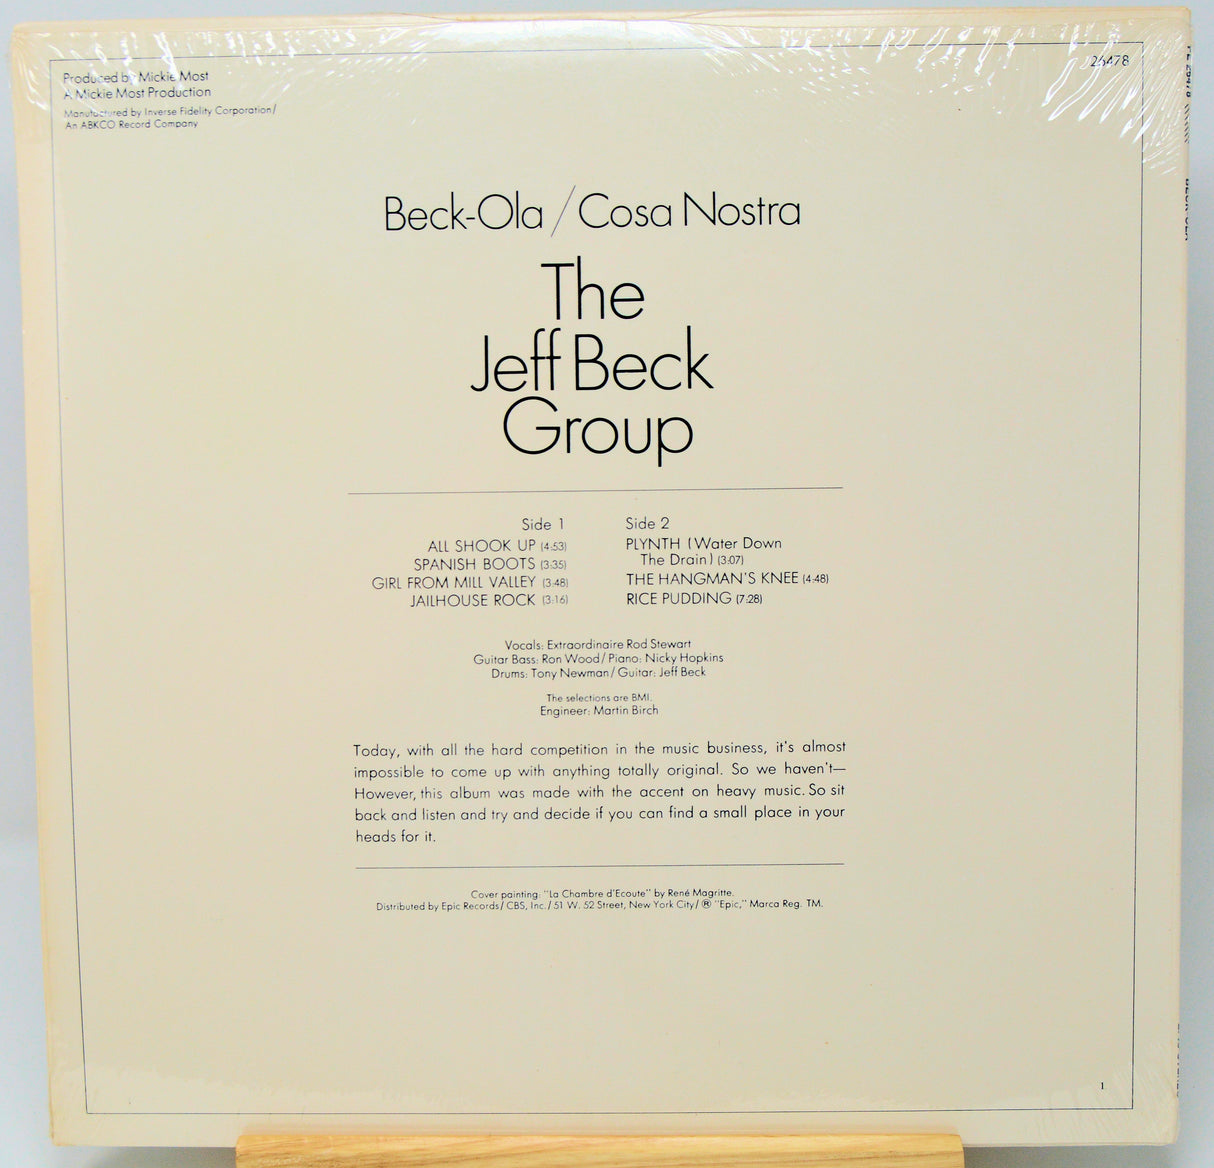 Produced by Mickie Most
A Mickie Most Production
Manufactured by Inverse Fidelity Corporation/
An ABKCO Record Company
26478
Beck-Ola / Cosa Nostra
The
Jeff Beck
Group
Side 1
ALL SHOOK UP (4:53)
SPANISH BOOTS (3:35)
GIRL FROM MILL VALLEY (3:48)
JAILHOUSE ROCK (3:16)
Side 2
PLYNTH (Water Down
The Drain) (3:07)
THE HANGMAN'S KNEE (4:48)
RICE PUDDING (7:28)
Vocals: Extraordinaire Rod Stewart
Guitar Bass: Ron Wood/Piano: Nicky Hopkins
Drums: Tony Newman/Guitar: Jeff Beck
The selections are BMI.
Engineer: Martin Birch
Today, with all the hard competition in the music business, it's almost
impossible to come up with anything totally original. So we haven't—
However, this album was made with the accent on heavy music. So sit
back and listen and try and decide if you can find a small place in your
heads for it.
Cover painting: "La Chambre d'Ecoute" by René Magritte.
Distributed by Epic Records/CBS, Inc./51 W. 52 Street, New York City/® "Epic," Marca Reg. TM.
1